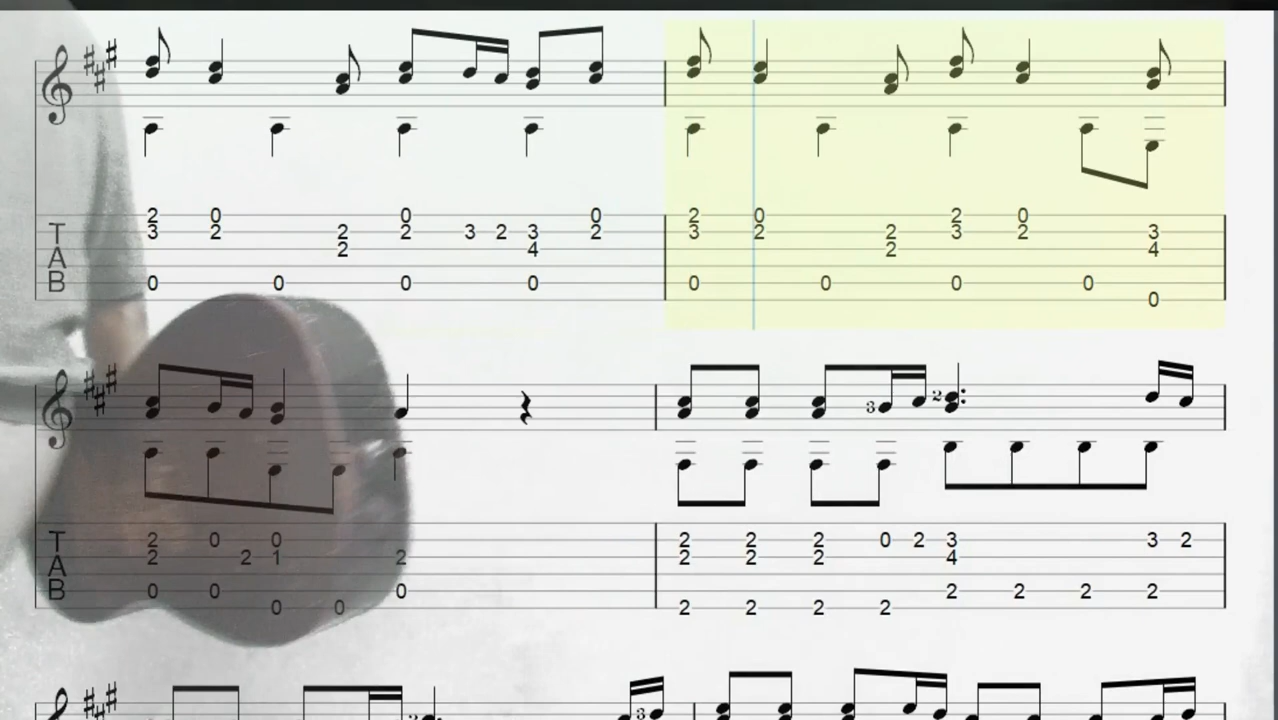 2 0 0 2 0 2 0
T 3 2 2 2 3 2 3 2 3 2 2 3 2 3
A 2 4 2 4
B 0 0 0 0 0 0 0 0
0
3 2
T 2 0 0 2 2 2 0 2 3 3 2
A 2 2 1 2 2 2 2 4
B 0 0 0 2 2 2 2
0 0 2 2 2 2
3